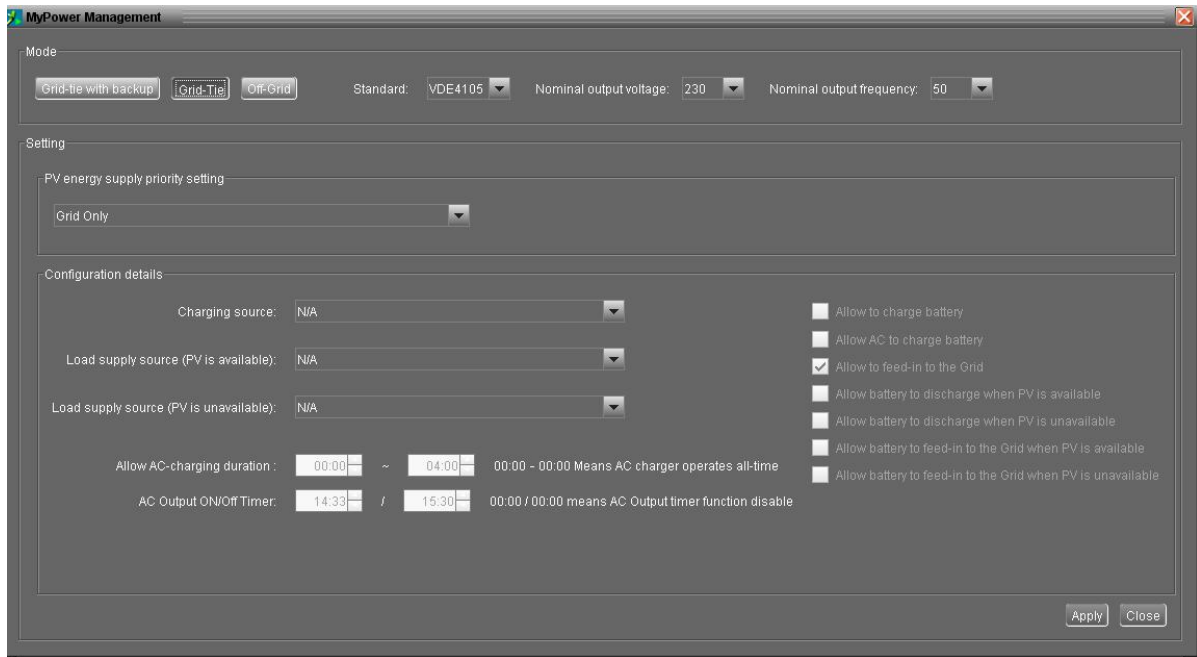 MyPower Management
Mode
Grid-tie with backup Grid-Tie Off-Grid Standard: VDE4105 Nominal output voltage: 230 Nominal output frequency: 50
Setting
PV energy supply priority setting
Grid Only
Configuration details
Charging source: N/A
Load supply source (PV is available): N/A
Load supply source (PV is unavailable): N/A
Allow AC-charging duration : 00:00 ~ 04:00 00:00 - 00:00 Means AC charger operates all-time
AC Output ON/Off Timer: 14:33 / 15:30 00:00 / 00:00 means AC Output timer function disable
Allow to charge battery
Allow AC to charge battery
Allow to feed-in to the Grid
Allow battery to discharge when PV is available
Allow battery to discharge when PV is unavailable
Allow battery to feed-in to the Grid when PV is available
Allow battery to feed-in to the Grid when PV is unavailable
Apply Close